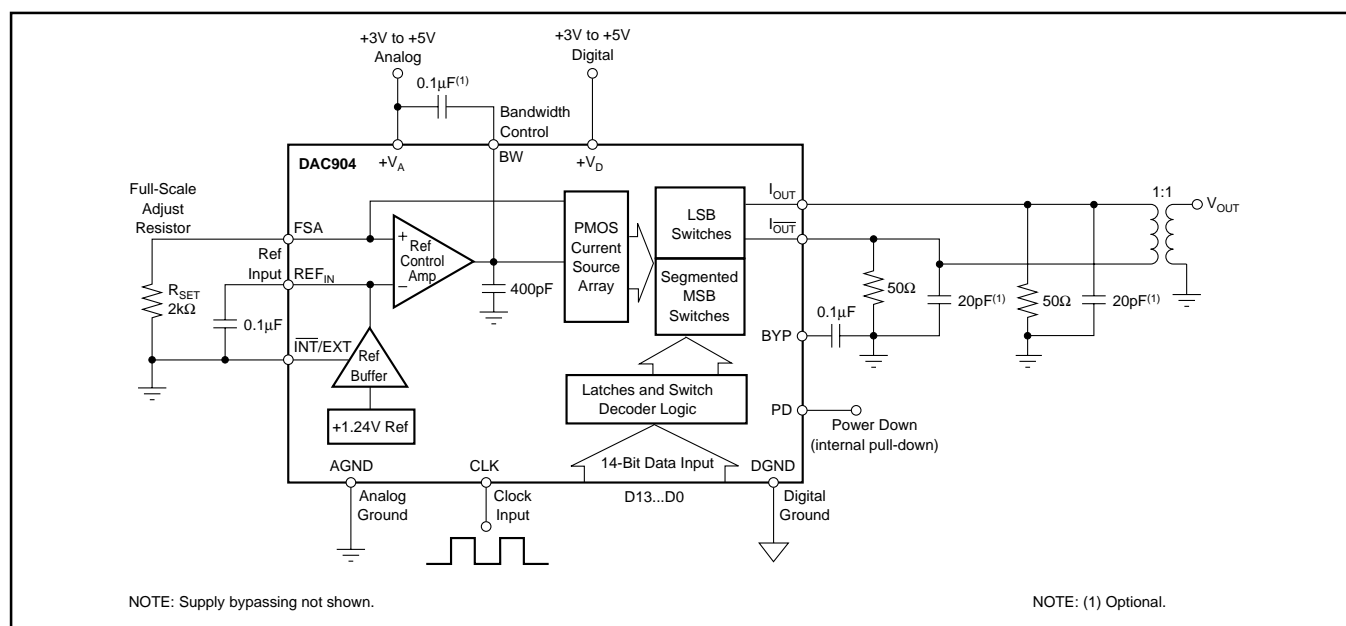 +3V to +5V
Analog
+3V to +5V
Digital
0.1µF(1)
Bandwidth
Control
DAC904
+VA
BW
+VD
Full-Scale
Adjust
Resistor
FSA
Ref
Input
REFIN
RSET
2kΩ
0.1µF
INT/EXT
+
Ref
Control
Amp
–
400pF
Ref
Buffer
+1.24V Ref
PMOS
Current
Source
Array
LSB
Switches
Segmented
MSB
Switches
Latches and Switch
Decoder Logic
14-Bit Data Input
IOUT
IOUT
1:1
VOUT
50Ω
20pF(1)
50Ω
20pF(1)
0.1µF
BYP
PD
Power Down
(internal pull-down)
AGND
Analog
Ground
CLK
Clock
Input
D13...D0
DGND
Digital
Ground
NOTE: Supply bypassing not shown.
NOTE: (1) Optional.